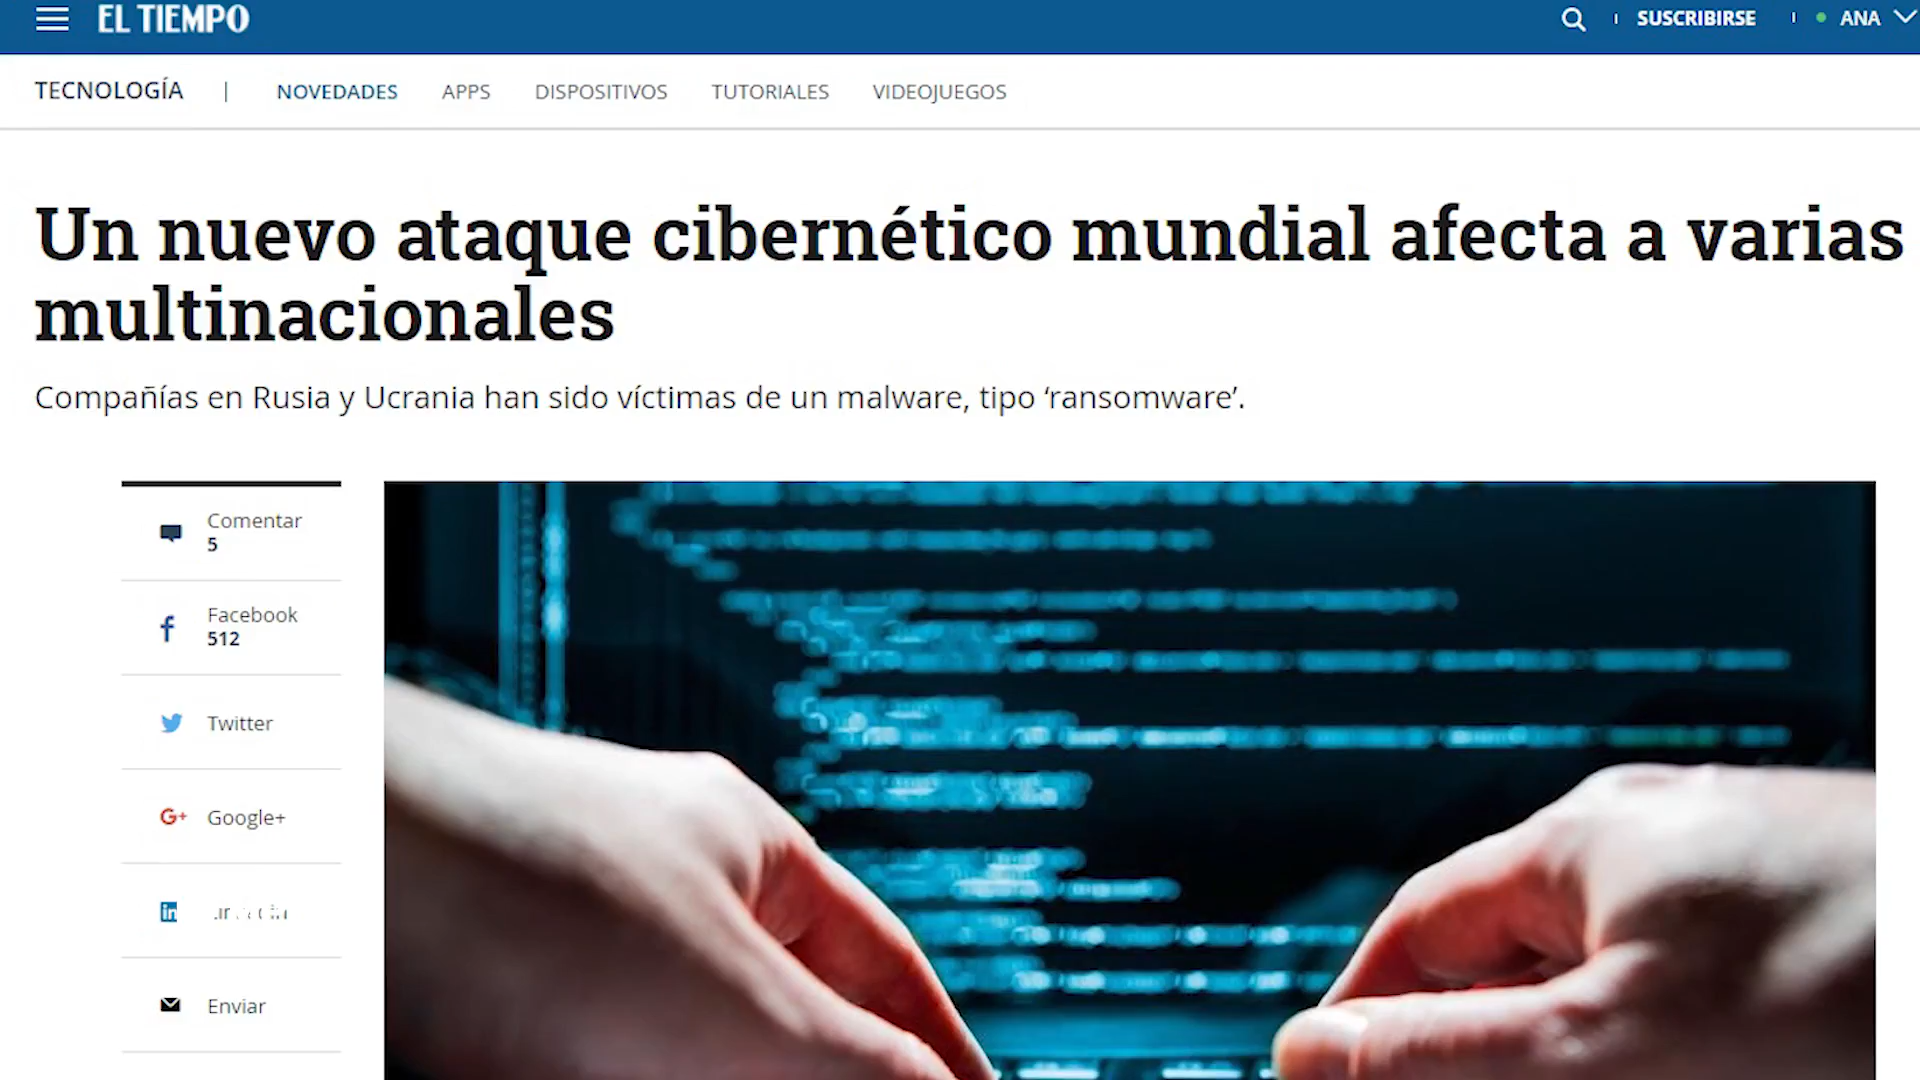 EL TIEMPO
SUSCRIBIRSE
ANA
TECNOLOGÍA | NOVEDADES APPS DISPOSITIVOS TUTORIALES VIDEOJUEGOS
Un nuevo ataque cibernético mundial afecta a varias
multinacionales
Compañías en Rusia y Ucrania han sido víctimas de un malware, tipo ‘ransomware’.
Comentar
5
Facebook
512
Twitter
G+ Google+
in
Enviar